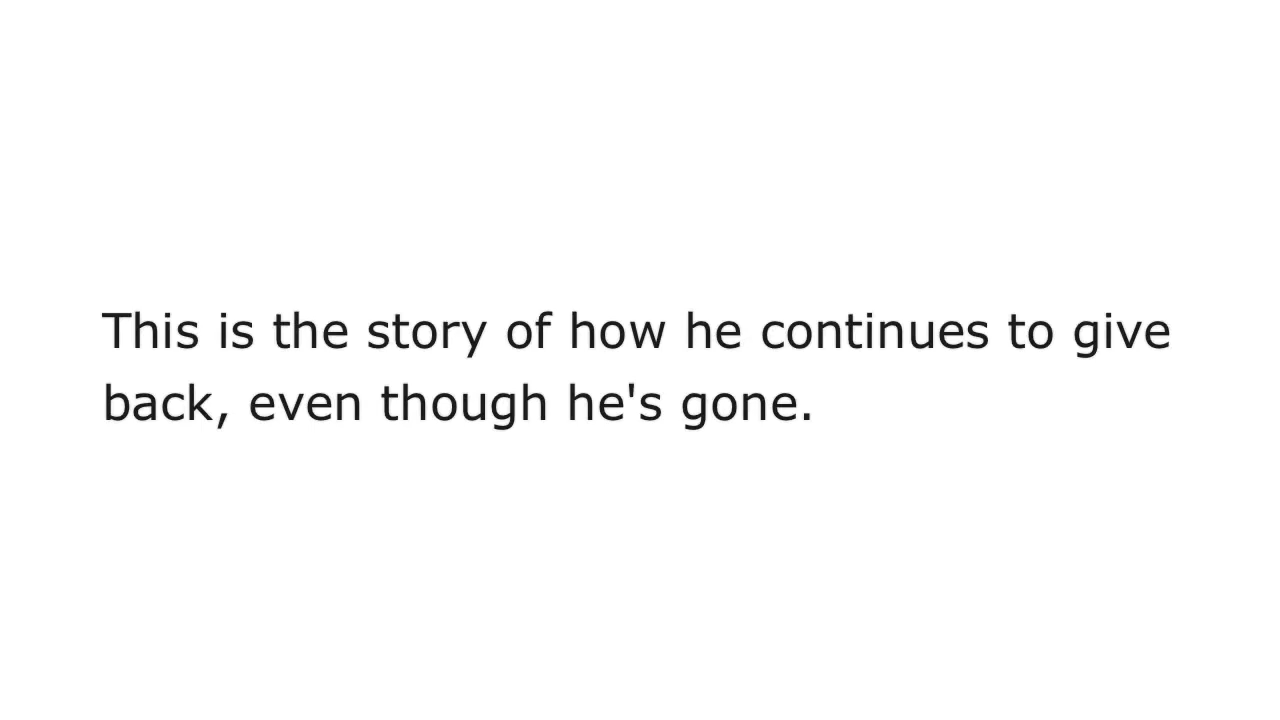 This is the story of how he continues to give
back, even though he's gone.